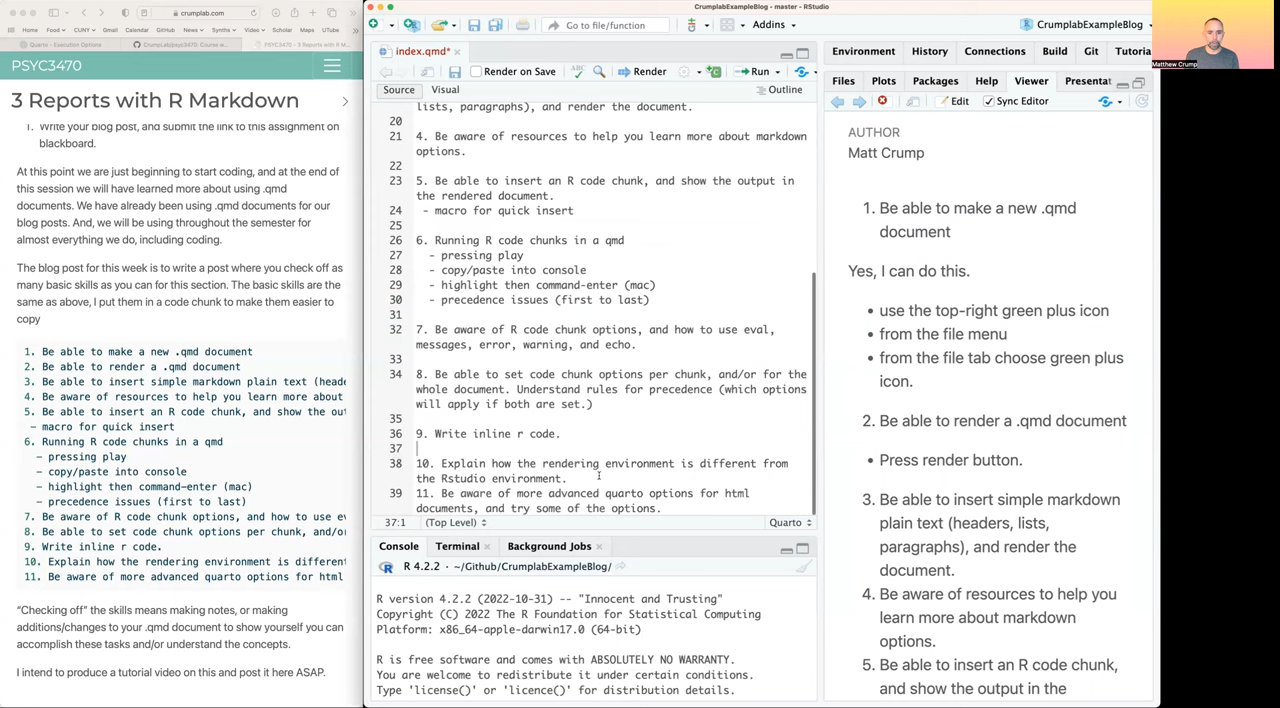 crumplab.com
Home
Food
CUNY
Gmail
Calendar
GitHub
News
Synths
Video
Scholar
Maps
UTube
Quarto - Execution Options
CrumpLab/psyc3470: Course w...
PSYC3470 - 3 Reports with R M...
PSYC3470
3 Reports with R Markdown
1. Write your blog post, and submit the link to this assignment on
blackboard.
At this point we are just beginning to start coding, and at the end of
this session we will have learned more about using .qmd
documents. We have already been using .qmd documents for our
blog posts. And, we will be using throughout the semester for
almost everything we do, including coding.
The blog post for this week is to write a post where you check off as
many basic skills as you can for this section. The basic skills are the
same as above, I put them in a code chunk to make them easier to
copy
1. Be able to make a new .qmd document
2. Be able to render a .qmd document
3. Be able to insert simple markdown plain text (heade
4. Be aware of resources to help you learn more about
5. Be able to insert an R code chunk, and show the out
- macro for quick insert
6. Running R code chunks in a qmd
- pressing play
- copy/paste into console
- highlight then command-enter (mac)
- precedence issues (first to last)
7. Be aware of R code chunk options, and how to use ev
8. Be able to set code chunk options per chunk, and/or
9. Write inline r code.
10. Explain how the rendering environment is different
11. Be aware of more advanced quarto options for html
“Checking off” the skills means making notes, or making
additions/changes to your .qmd document to show yourself you can
accomplish these tasks and/or understand the concepts.
I intend to produce a tutorial video on this and post it here ASAP.
CrumplabExampleBlog - master - RStudio
Go to file/function
Addins
CrumplabExampleBlog
index.qmd*
Render on Save
Render
Run
Source
Visual
Outline
lists, paragraphs), and render the document.
20
21 4. Be aware of resources to help you learn more about markdown
options.
22
23 5. Be able to insert an R code chunk, and show the output in
the rendered document.
24 - macro for quick insert
25
26 6. Running R code chunks in a qmd
27 - pressing play
28 - copy/paste into console
29 - highlight then command-enter (mac)
30 - precedence issues (first to last)
31
32 7. Be aware of R code chunk options, and how to use eval,
messages, error, warning, and echo.
33
34 8. Be able to set code chunk options per chunk, and/or for the
whole document. Understand rules for precedence (which options
will apply if both are set.)
35
36 9. Write inline r code.
37
38 10. Explain how the rendering environment is different from
the Rstudio environment.
39 11. Be aware of more advanced quarto options for html
documents, and try some of the options.
37:1
(Top Level)
Quarto
Console
Terminal
Background Jobs
R 4.2.2 · ~/Github/CrumplabExampleBlog/
R version 4.2.2 (2022-10-31) -- "Innocent and Trusting"
Copyright (C) 2022 The R Foundation for Statistical Computing
Platform: x86_64-apple-darwin17.0 (64-bit)
R is free software and comes with ABSOLUTELY NO WARRANTY.
You are welcome to redistribute it under certain conditions.
Type 'license()' or 'licence()' for distribution details.
Environment
History
Connections
Build
Git
Tutoria
Files
Plots
Packages
Help
Viewer
Presentat
Edit
Sync Editor
AUTHOR
Matt Crump
1. Be able to make a new .qmd
document
Yes, I can do this.
• use the top-right green plus icon
• from the file menu
• from the file tab choose green plus
icon.
2. Be able to render a .qmd document
• Press render button.
3. Be able to insert simple markdown
plain text (headers, lists,
paragraphs), and render the
document.
4. Be aware of resources to help you
learn more about markdown
options.
5. Be able to insert an R code chunk,
and show the output in the
Matthew Crump